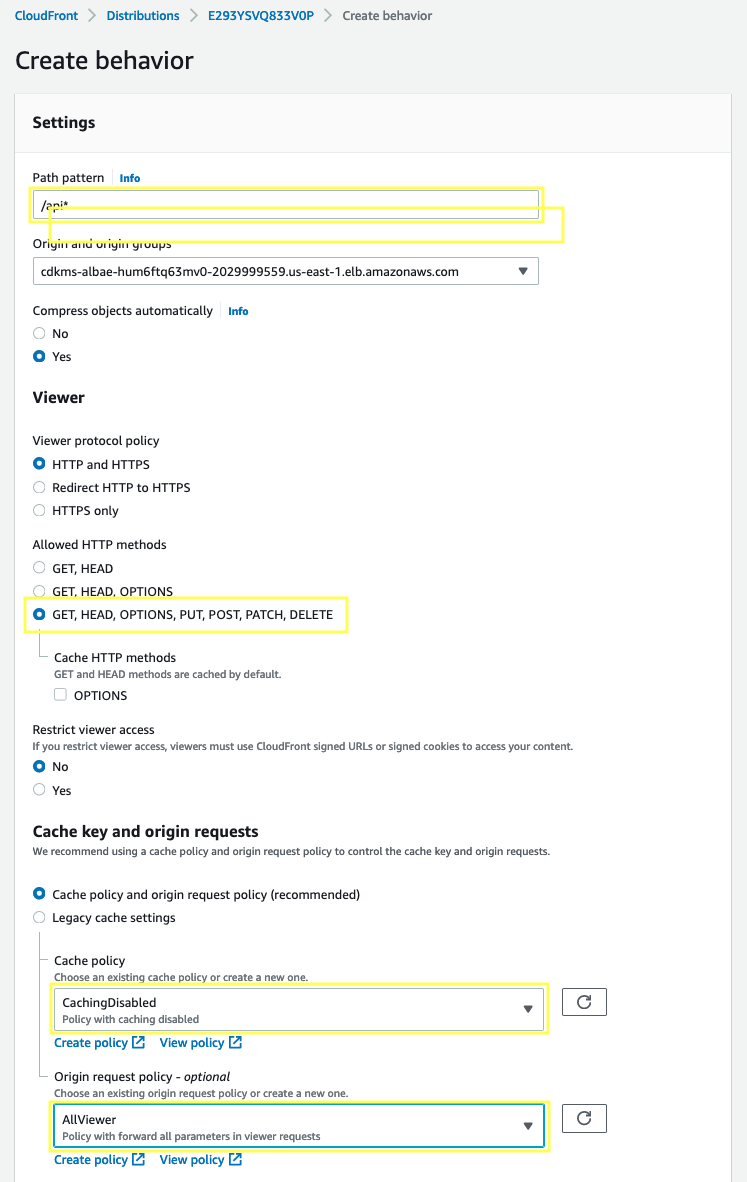 CloudFront > Distributions > E293YSVQ833V0P > Create behavior
Create behavior
Settings
Path pattern Info
/api*
Origin and origin groups
cdkms-albae-hum6ftq63mv0-2029999559.us-east-1.elb.amazonaws.com
Compress objects automatically Info
No
Yes
Viewer
Viewer protocol policy
HTTP and HTTPS
Redirect HTTP to HTTPS
HTTPS only
Allowed HTTP methods
GET, HEAD
GET, HEAD, OPTIONS
GET, HEAD, OPTIONS, PUT, POST, PATCH, DELETE
Cache HTTP methods
GET and HEAD methods are cached by default.
OPTIONS
Restrict viewer access
If you restrict viewer access, viewers must use CloudFront signed URLs or signed cookies to access your content.
No
Yes
Cache key and origin requests
We recommend using a cache policy and origin request policy to control the cache key and origin requests.
Cache policy and origin request policy (recommended)
Legacy cache settings
Cache policy
Choose an existing cache policy or create a new one.
CachingDisabled
Policy with caching disabled
Create policy View policy
Origin request policy - optional
Choose an existing origin request policy or create a new one.
AllViewer
Policy with forward all parameters in viewer requests
Create policy View policy